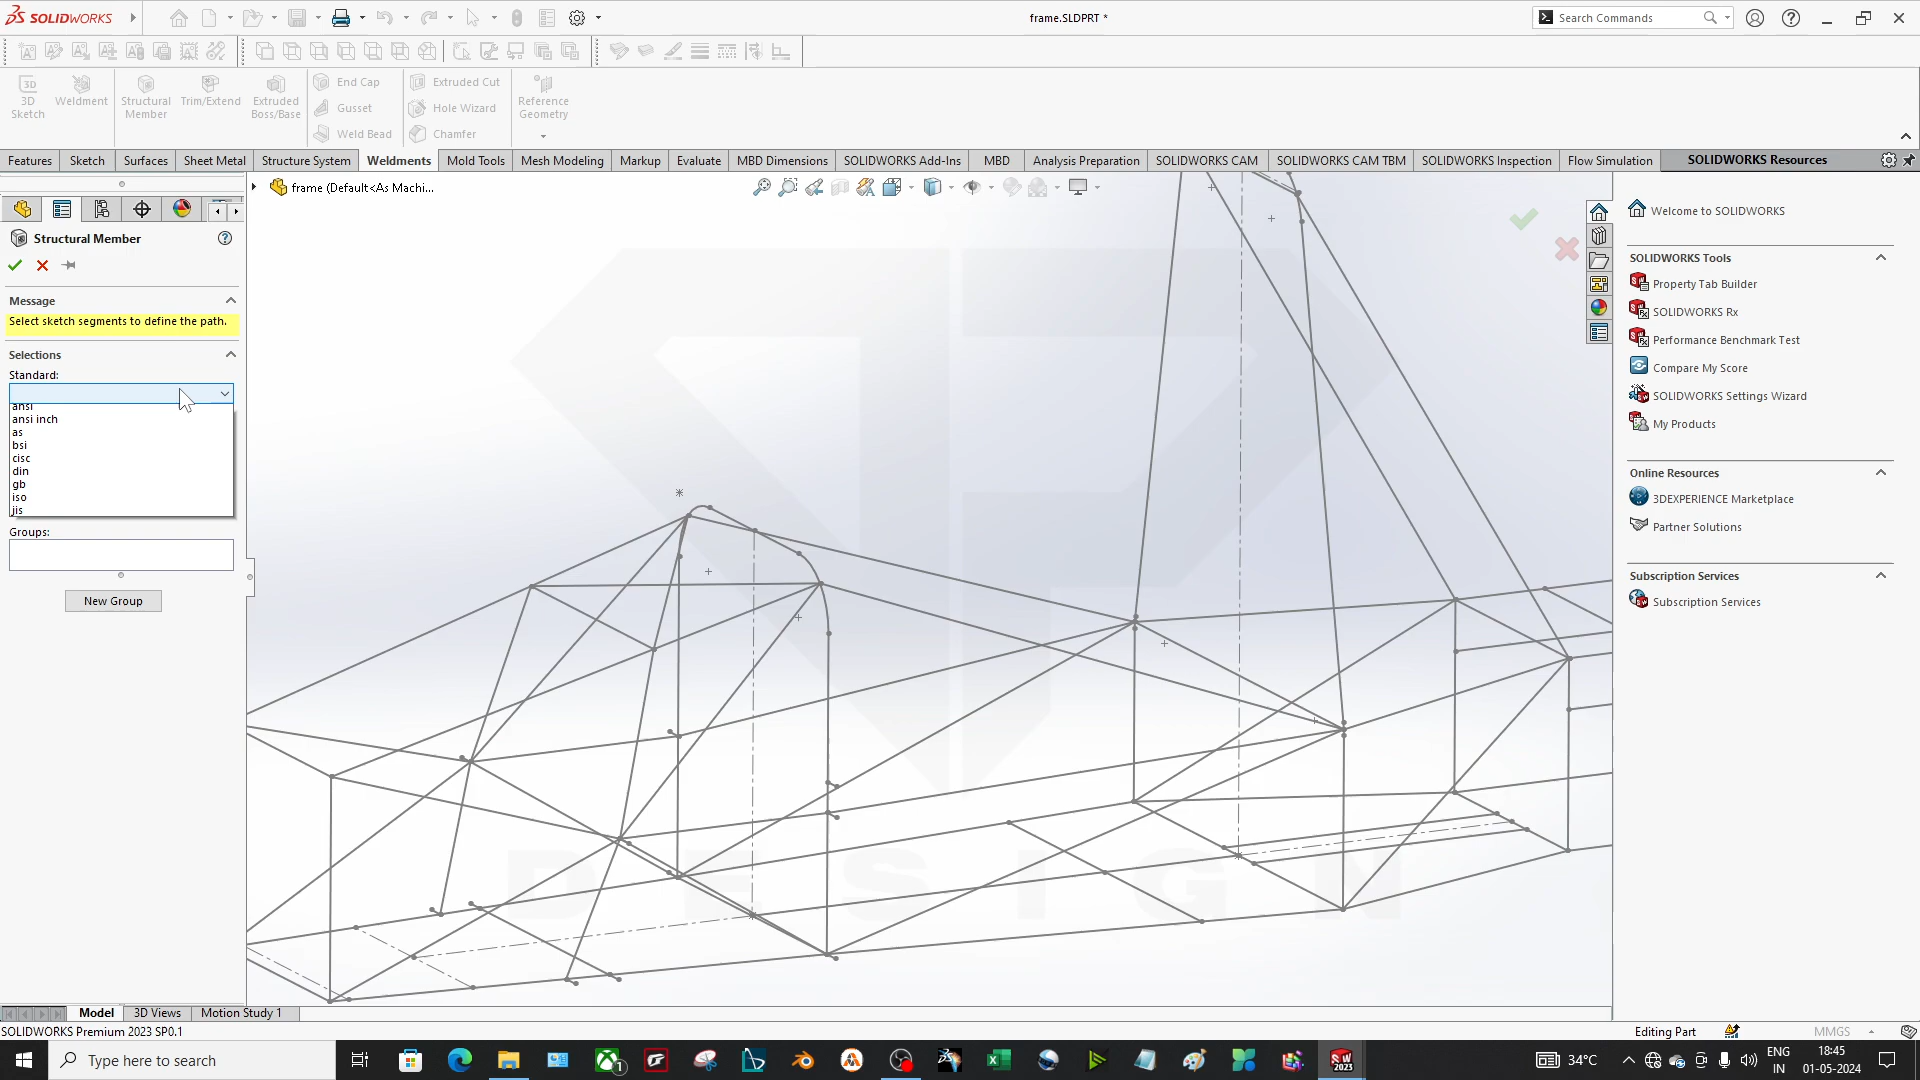 SOLIDWORKS
frame.SLDPRT *
Search Commands
3D Sketch
Weldment
Structural Member
Trim/Extend
Extruded Boss/Base
End Cap
Gusset
Weld Bead
Extruded Cut
Hole Wizard
Chamfer
Reference Geometry
Features
Sketch
Surfaces
Sheet Metal
Structure System
Weldments
Mold Tools
Mesh Modeling
Markup
Evaluate
MBD Dimensions
SOLIDWORKS Add-Ins
MBD
Analysis Preparation
SOLIDWORKS CAM
SOLIDWORKS CAM TBM
SOLIDWORKS Inspection
Flow Simulation
SOLIDWORKS Resources
frame (Default<As Machi...
Structural Member
Message
Select sketch segments to define the path.
Selections
Standard:
ansi
ansi inch
as
bsi
cisc
din
gb
iso
jis
Groups:
New Group
DESIGN
Welcome to SOLIDWORKS
SOLIDWORKS Tools
Property Tab Builder
SOLIDWORKS Rx
Performance Benchmark Test
Compare My Score
SOLIDWORKS Settings Wizard
My Products
Online Resources
3DEXPERIENCE Marketplace
Partner Solutions
Subscription Services
Subscription Services
Model
3D Views
Motion Study 1
SOLIDWORKS Premium 2023 SP0.1
Editing Part
MMGS
Type here to search
34°C
ENG
IN
18:45
01-05-2024